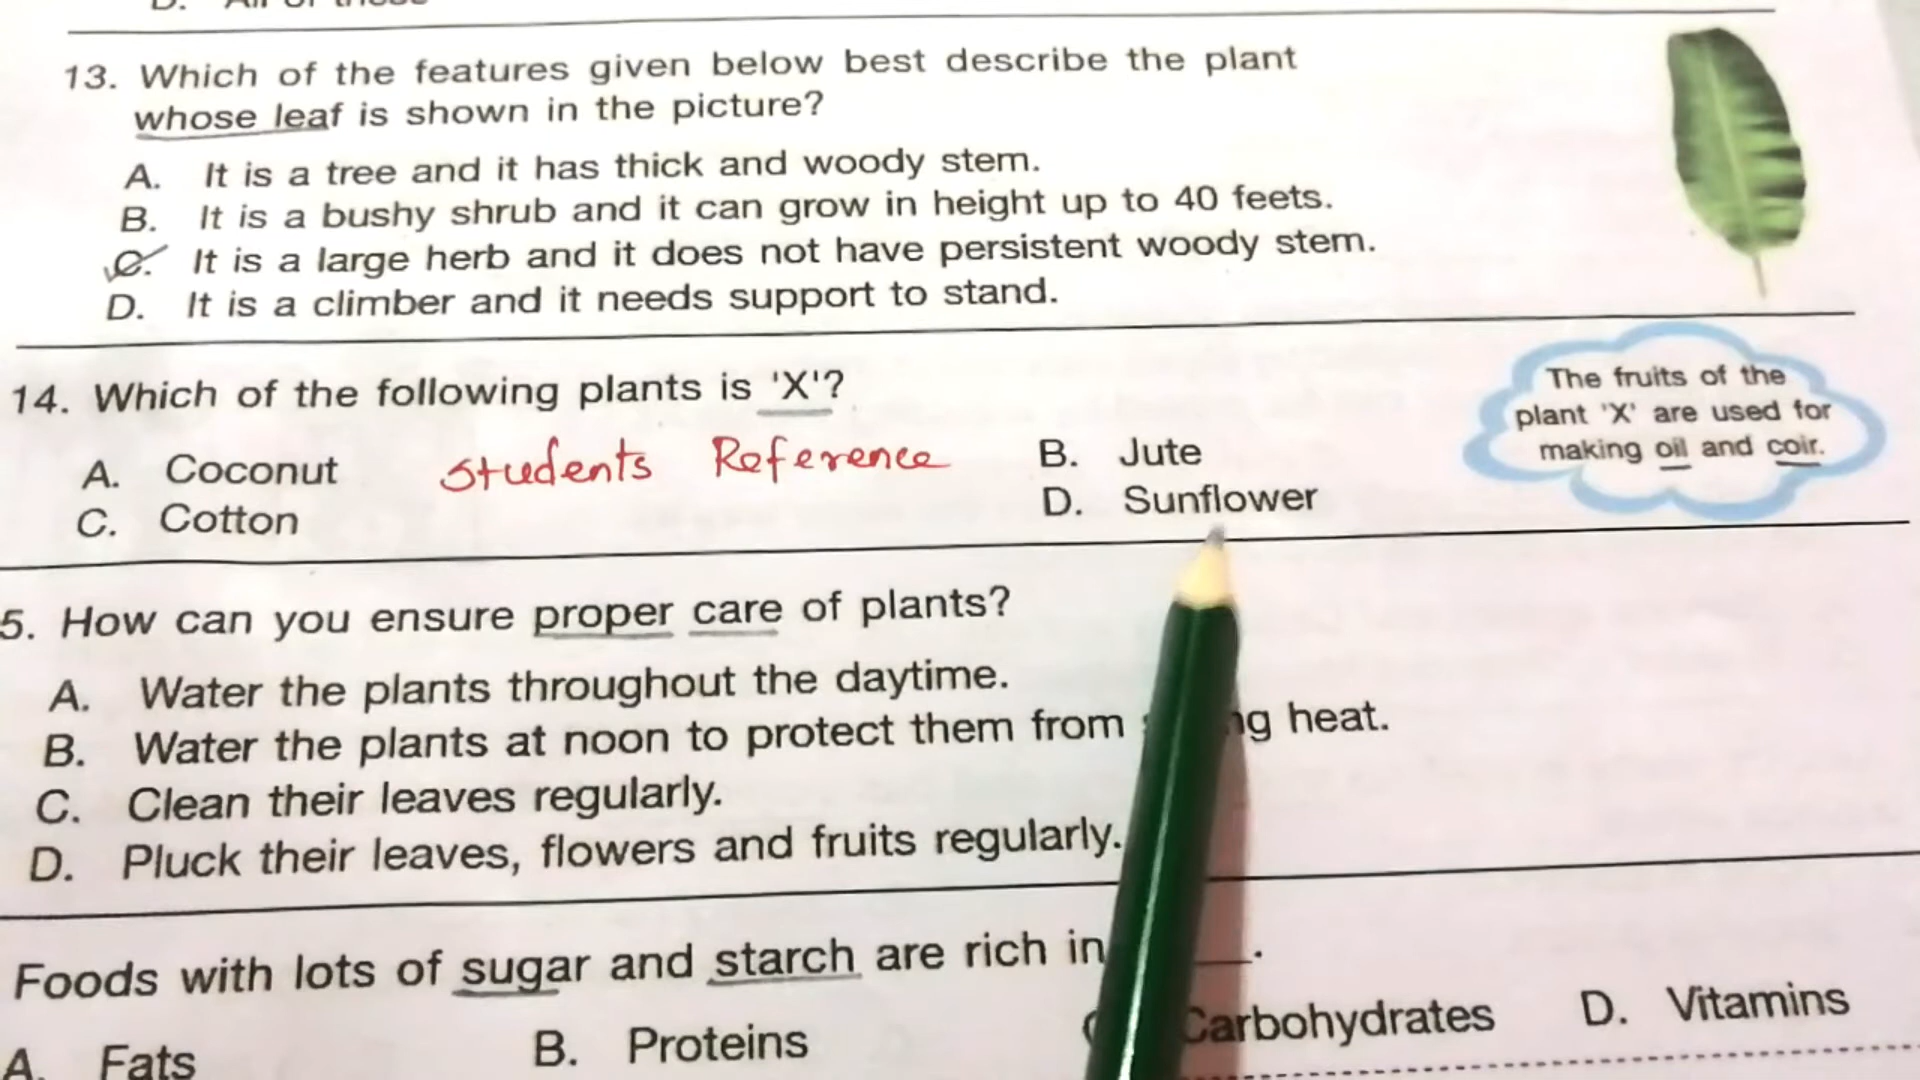 13. Which of the features given below best describe the plant
whose leaf is shown in the picture?
A. It is a tree and it has thick and woody stem.
B. It is a bushy shrub and it can grow in height up to 40 feets.
C. It is a large herb and it does not have persistent woody stem.
D. It is a climber and it needs support to stand.
14. Which of the following plants is 'X'?
The fruits of the
plant 'X' are used for
making oil and coir.
A. Coconut
Students Reference
B. Jute
C. Cotton
D. Sunflower
5. How can you ensure proper care of plants?
A. Water the plants throughout the daytime.
B. Water the plants at noon to protect them from heat.
C. Clean their leaves regularly.
D. Pluck their leaves, flowers and fruits regularly.
Foods with lots of sugar and starch are rich in ___.
A. Fats
B. Proteins
Carbohydrates
D. Vitamins